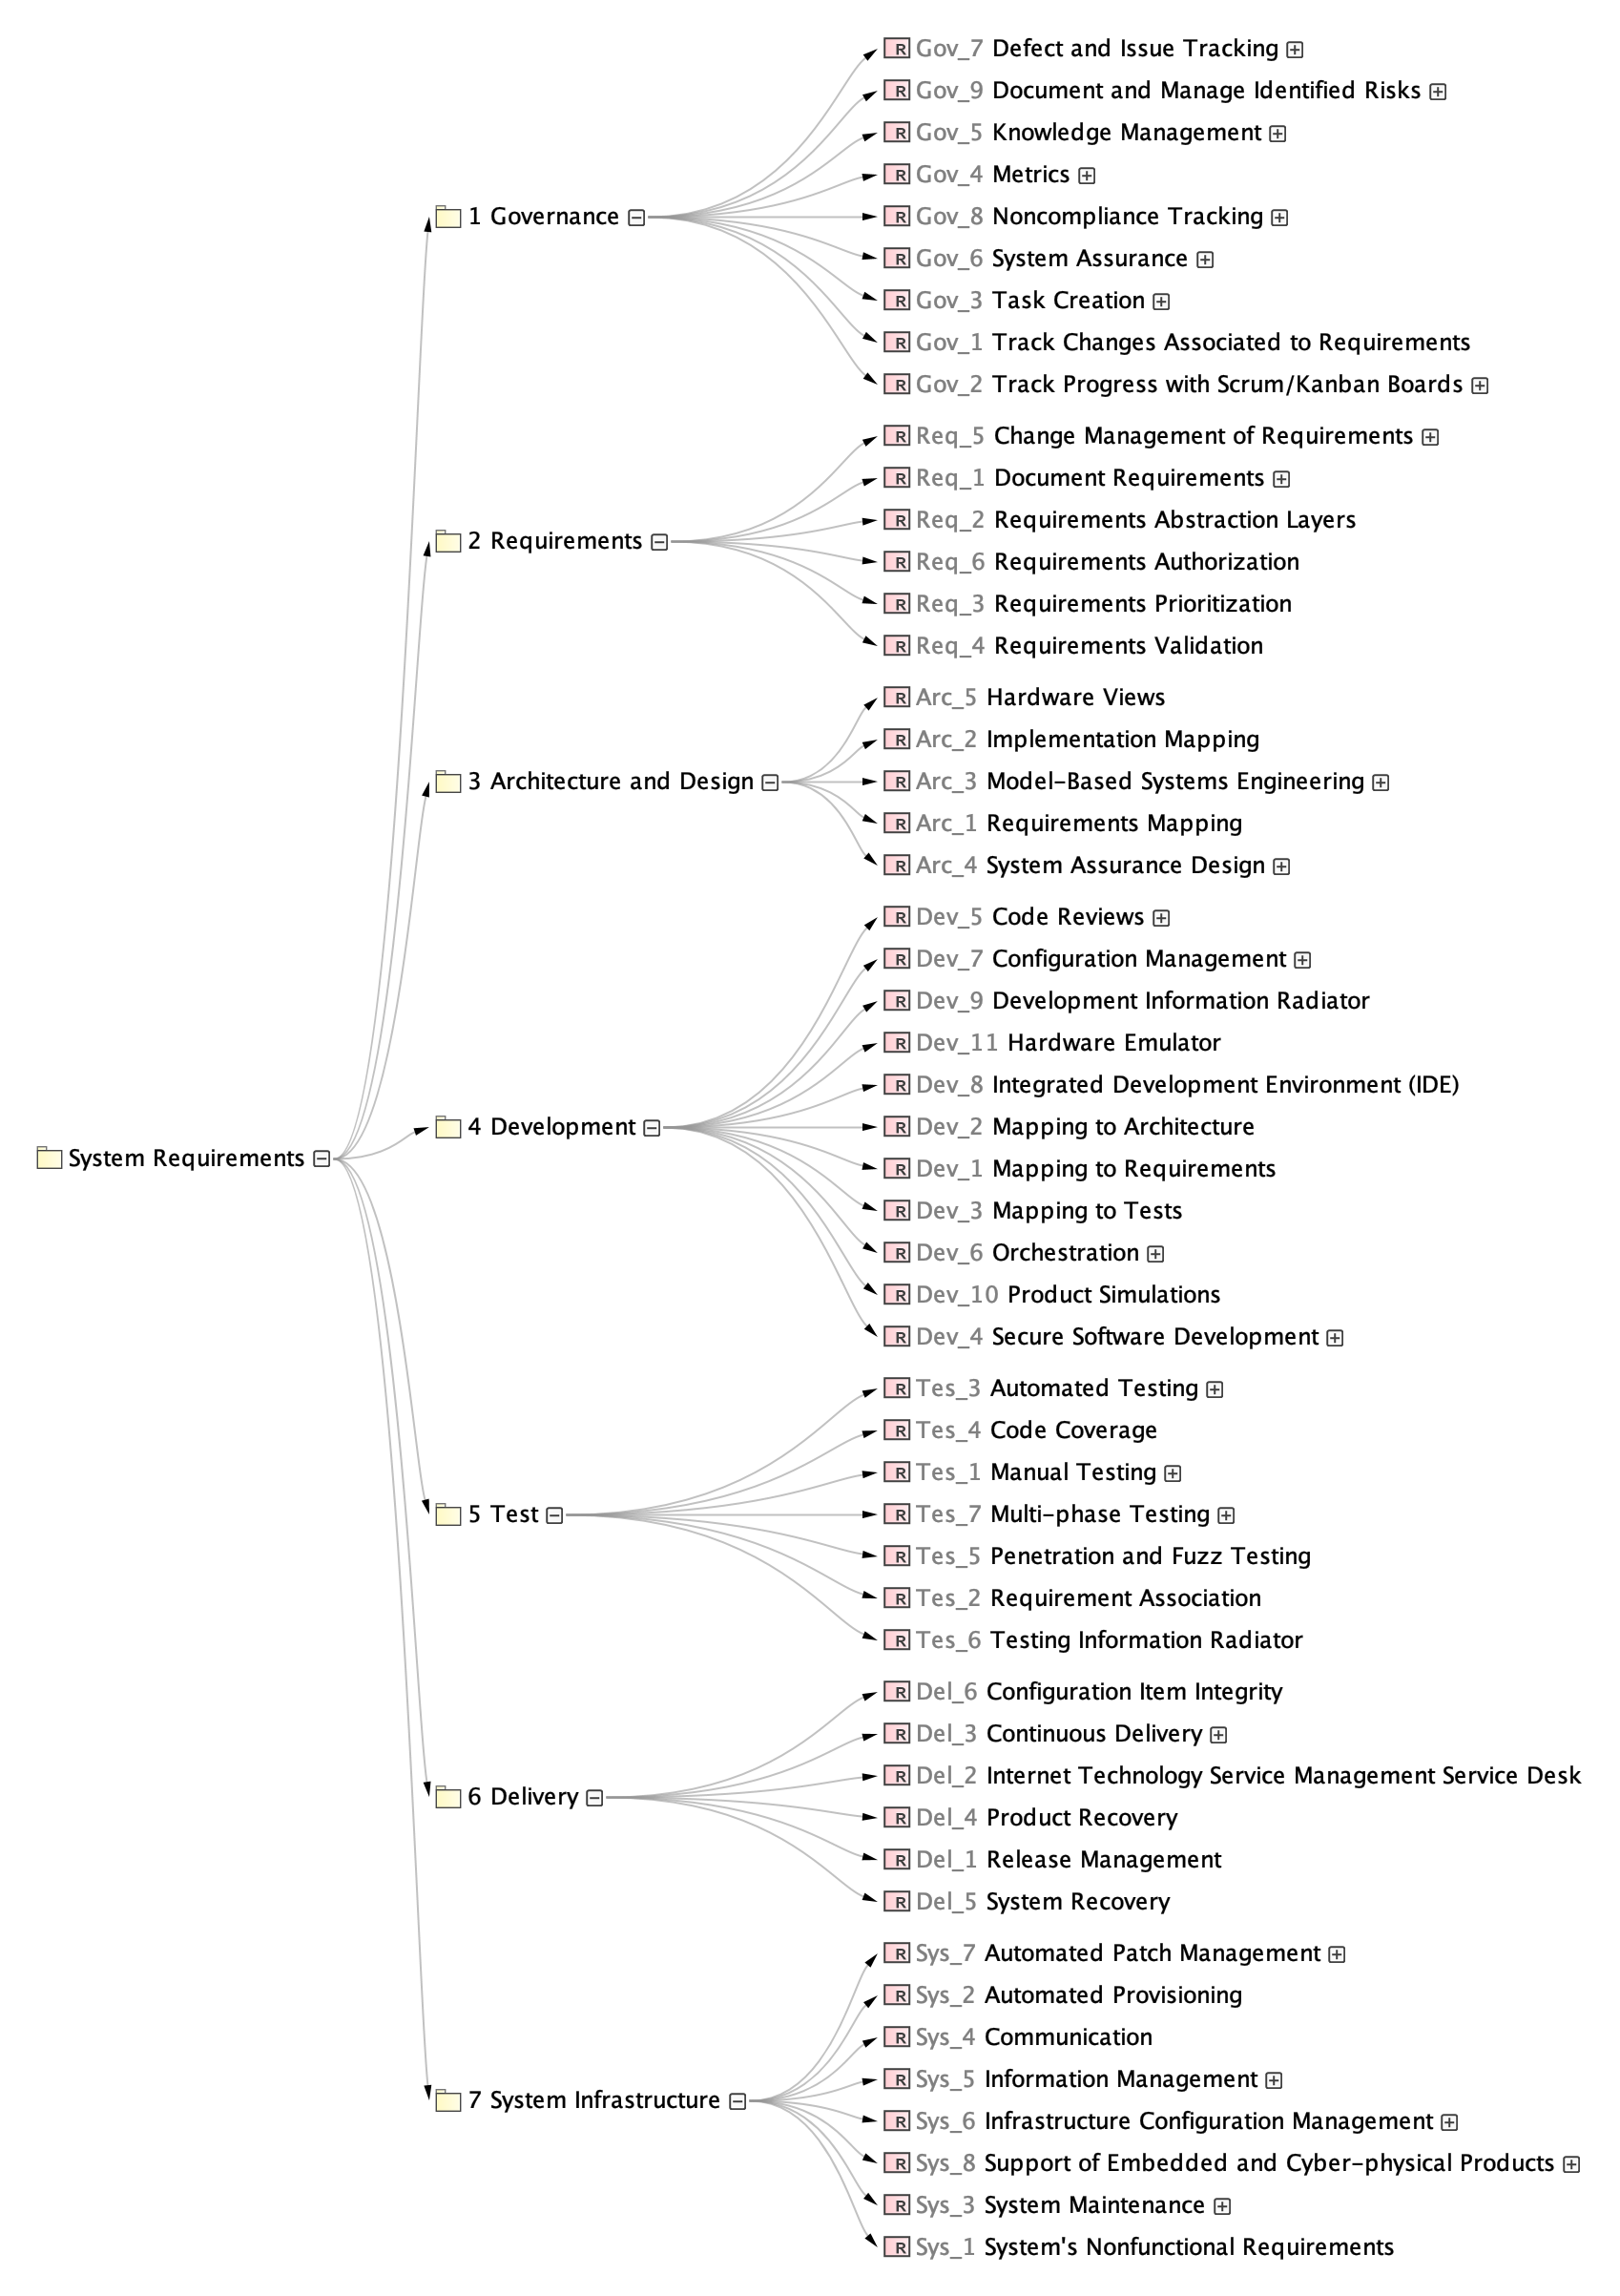 R Gov_7 Defect and Issue Tracking
R Gov_9 Document and Manage Identified Risks
R Gov_5 Knowledge Management
R Gov_4 Metrics
1 Governance
R Gov_8 Noncompliance Tracking
R Gov_6 System Assurance
R Gov_3 Task Creation
R Gov_1 Track Changes Associated to Requirements
R Gov_2 Track Progress with Scrum/Kanban Boards
R Req_5 Change Management of Requirements
R Req_1 Document Requirements
R Req_2 Requirements Abstraction Layers
2 Requirements
R Req_6 Requirements Authorization
R Req_3 Requirements Prioritization
R Req_4 Requirements Validation
R Arc_5 Hardware Views
R Arc_2 Implementation Mapping
3 Architecture and Design
R Arc_3 Model-Based Systems Engineering
R Arc_1 Requirements Mapping
R Arc_4 System Assurance Design
R Dev_5 Code Reviews
R Dev_7 Configuration Management
R Dev_9 Development Information Radiator
R Dev_11 Hardware Emulator
R Dev_8 Integrated Development Environment (IDE)
4 Development
R Dev_2 Mapping to Architecture
System Requirements
R Dev_1 Mapping to Requirements
R Dev_3 Mapping to Tests
R Dev_6 Orchestration
R Dev_10 Product Simulations
R Dev_4 Secure Software Development
R Tes_3 Automated Testing
R Tes_4 Code Coverage
R Tes_1 Manual Testing
5 Test
R Tes_7 Multi-phase Testing
R Tes_5 Penetration and Fuzz Testing
R Tes_2 Requirement Association
R Tes_6 Testing Information Radiator
R Del_6 Configuration Item Integrity
R Del_3 Continuous Delivery
R Del_2 Internet Technology Service Management Service Desk
6 Delivery
R Del_4 Product Recovery
R Del_1 Release Management
R Del_5 System Recovery
R Sys_7 Automated Patch Management
R Sys_2 Automated Provisioning
R Sys_4 Communication
R Sys_5 Information Management
7 System Infrastructure
R Sys_6 Infrastructure Configuration Management
R Sys_8 Support of Embedded and Cyber-physical Products
R Sys_3 System Maintenance
R Sys_1 System's Nonfunctional Requirements